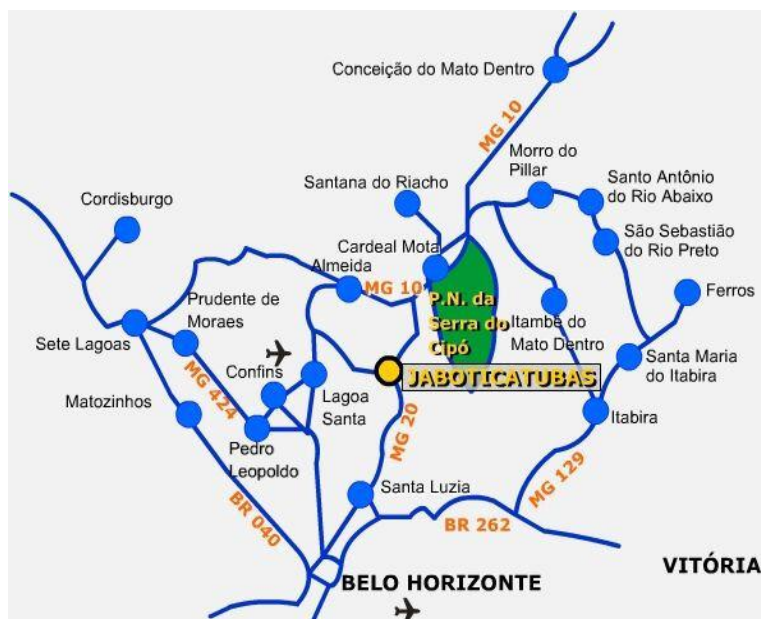 Conceição do Mato Dentro
MG 10
Morro do
Pillar
Santo Antônio
do Rio Abaixo
Santana do Riacho
Cordisburgo
São Sebastião
do Rio Preto
Cardeal Mota
Almeida
MG 10
P.N. da
Serra do
Cipó
Ferros
Prudente de
Moraes
Itambé do
Mato Dentro
Sete Lagoas
Santa Maria
do Itabira
Confins
JABOTICATUBAS
MG 424
Lagoa
Santa
Matozinhos
MG 20
Itabira
Pedro
Leopoldo
Santa Luzia
MG 129
BR 040
BR 262
VITÓRIA
BELO HORIZONTE